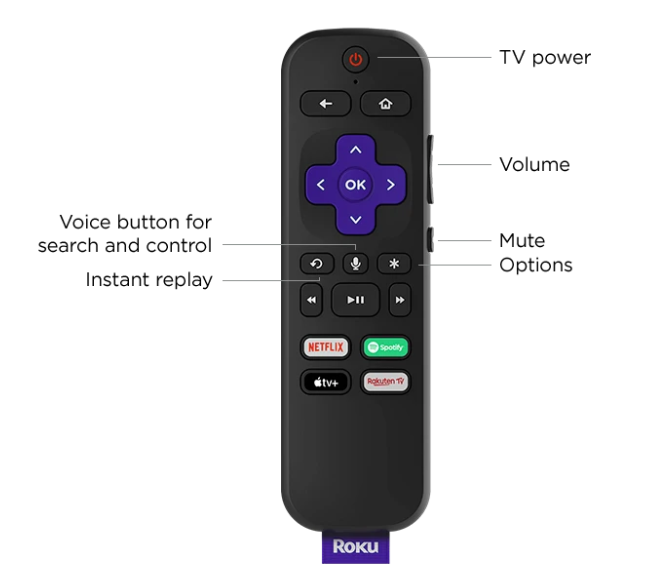 TV power
Volume
OK
Voice button for
search and control
Mute
Options
Instant replay
NETFLIX
Spotify
tv+
Rakuten TV
Roku